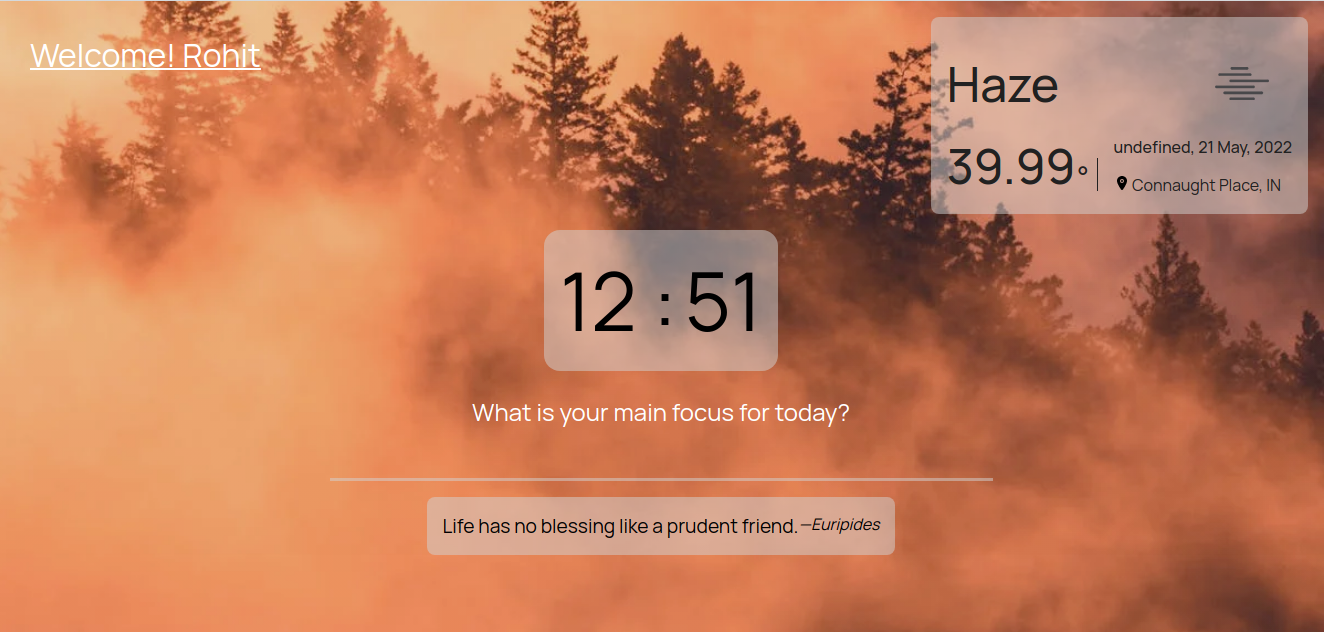 Welcome! Rohit
Haze
39.99°
undefined, 21 May, 2022
Connaught Place, IN
12 : 51
What is your main focus for today?
Life has no blessing like a prudent friend. —Euripides